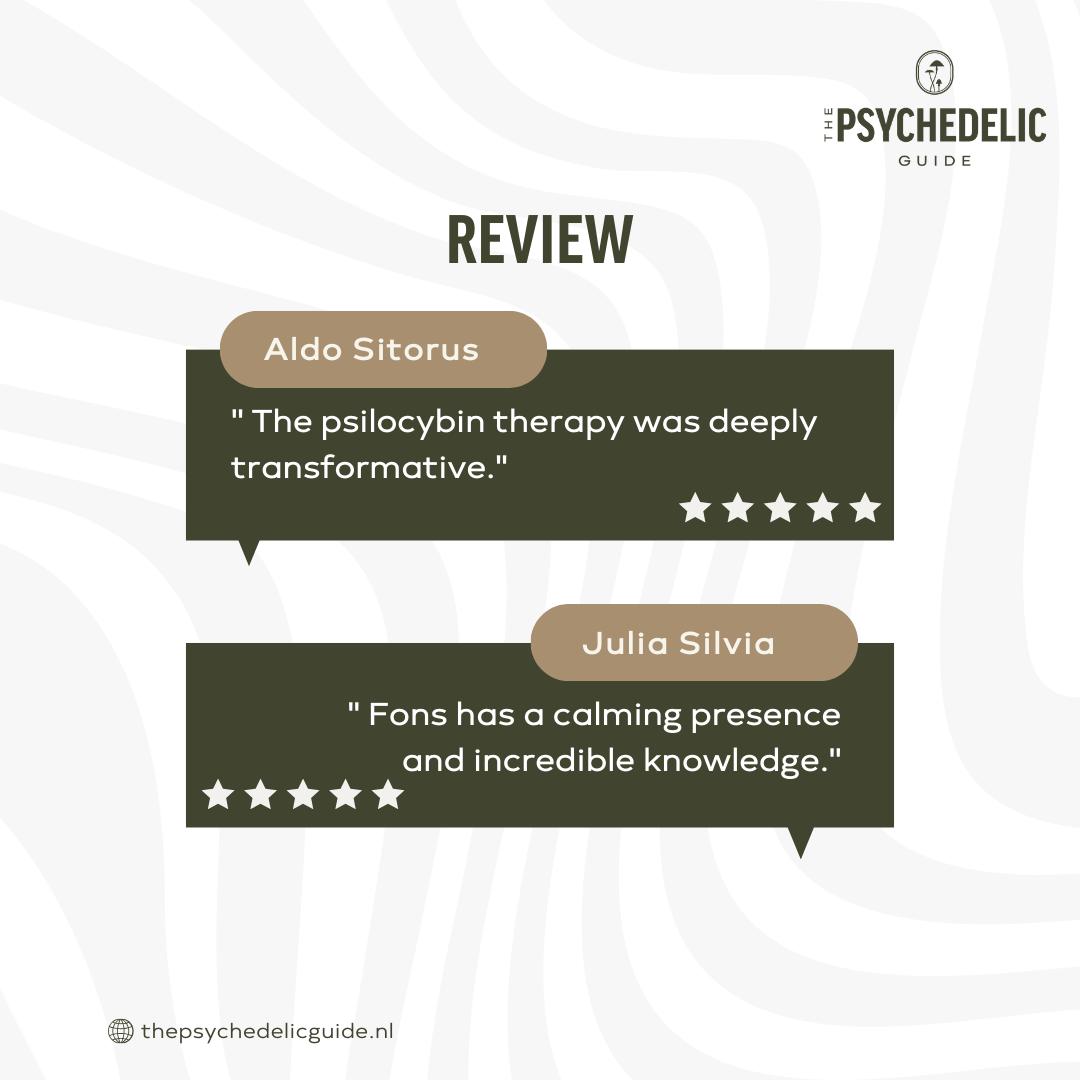 THE PSYCHEDELIC
GUIDE
REVIEW
Aldo Sitorus
" The psilocybin therapy was deeply
transformative."
Julia Silvia
" Fons has a calming presence
and incredible knowledge."
thepsychedelicguide.nl